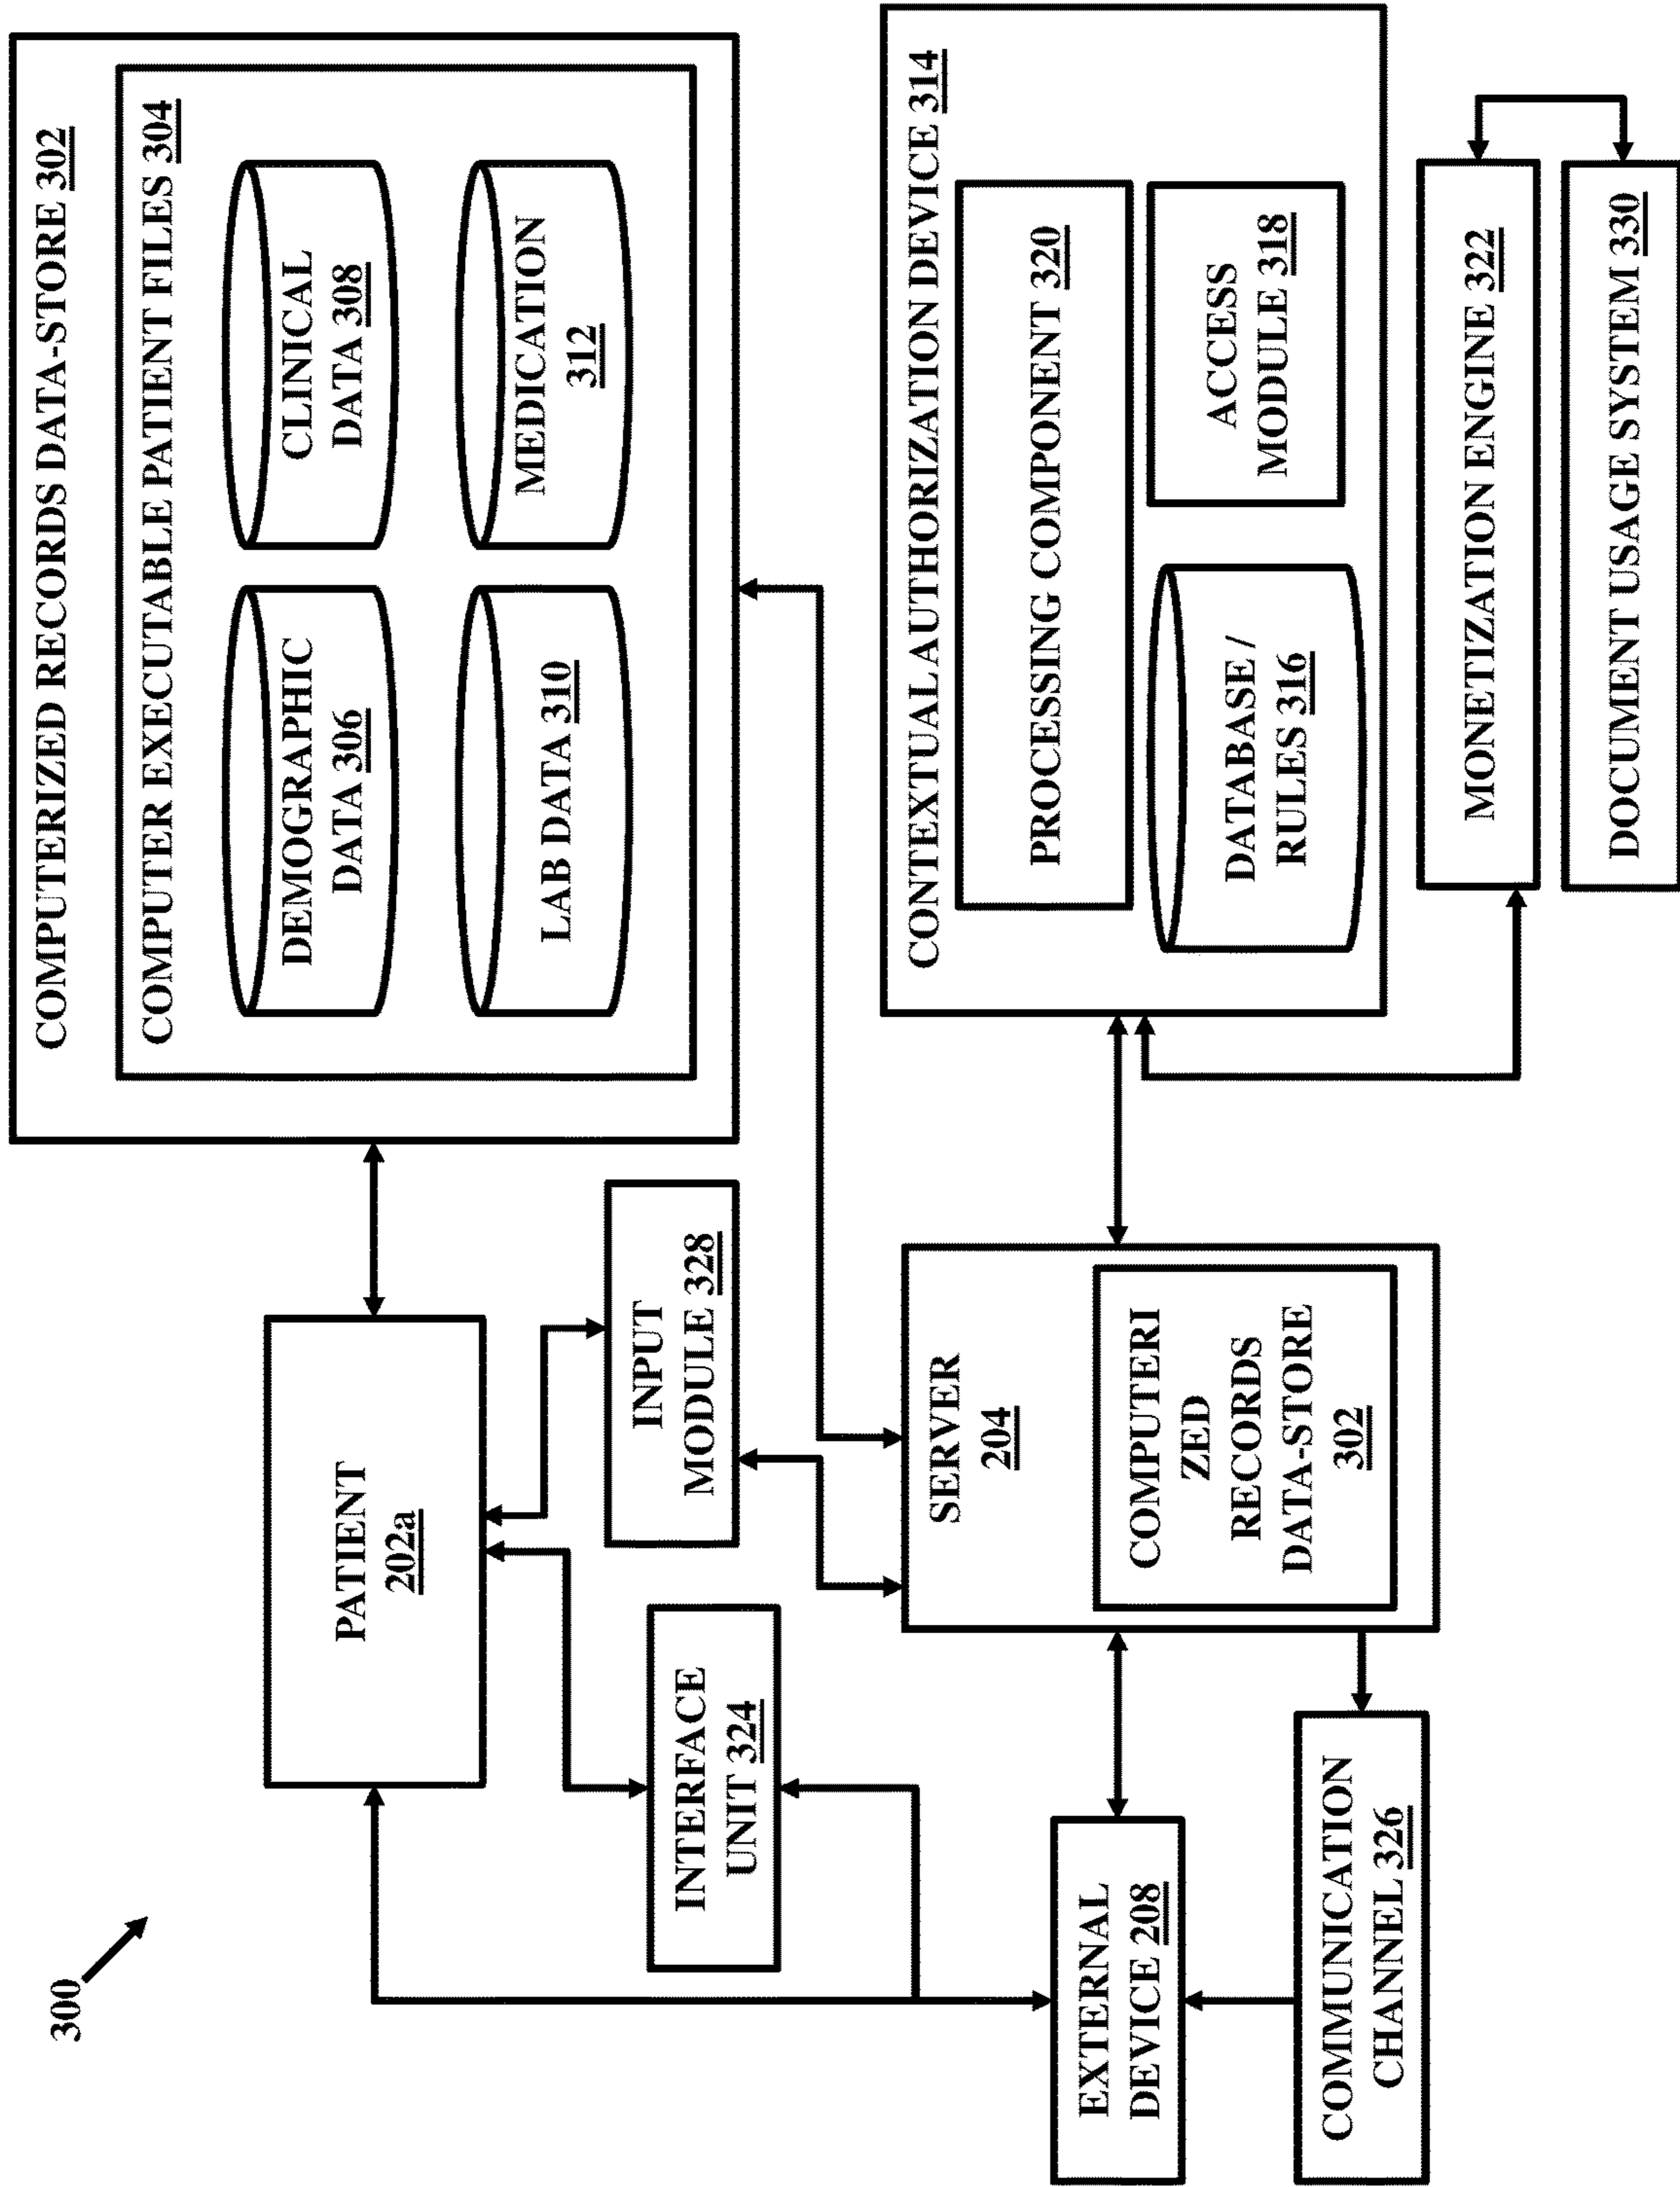 300
PATIENT
202a
COMPUTERIZED RECORDS DATA-STORE 302
COMPUTER EXECUTABLE PATIENT FILES 304
DEMOGRAPHIC
DATA 306
CLINICAL
DATA 308
LAB DATA 310
MEDICATION
312
INTERFACE
UNIT 324
INPUT
MODULE 328
EXTERNAL
DEVICE 208
SERVER
204
COMPUTERI
ZED
RECORDS
DATA-STORE
302
COMMUNICATION
CHANNEL 326
CONTEXTUAL AUTHORIZATION DEVICE 314
PROCESSING COMPONENT 320
DATABASE /
RULES 316
ACCESS
MODULE 318
MONETIZATION ENGINE 322
DOCUMENT USAGE SYSTEM 330